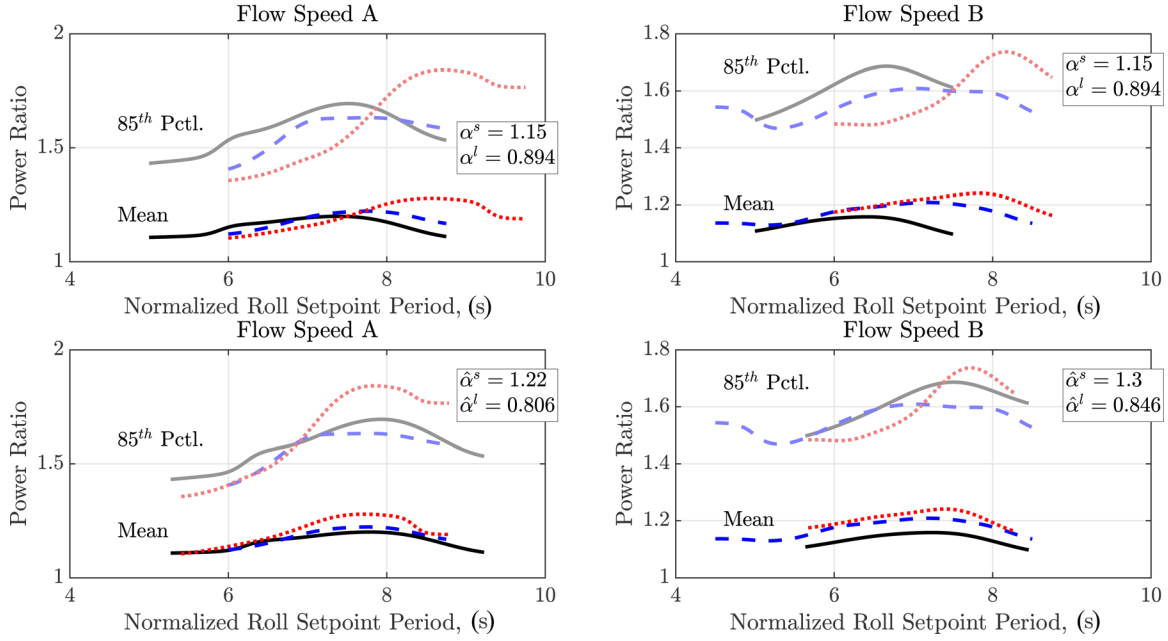 Flow Speed A
Power Ratio
2
1.5
1
85th Pctl.
Mean
αˢ = 1.15
αˡ = 0.894
4 6 8 10
Normalized Roll Setpoint Period, (s)
Flow Speed B
Power Ratio
1.8
1.6
1.4
1.2
1
85th Pctl.
Mean
αˢ = 1.15
αˡ = 0.894
4 6 8 10
Normalized Roll Setpoint Period, (s)
Flow Speed A
Power Ratio
2
1.5
1
85th Pctl.
Mean
α̂ˢ = 1.22
α̂ˡ = 0.806
4 6 8 10
Normalized Roll Setpoint Period, (s)
Flow Speed B
Power Ratio
1.8
1.6
1.4
1.2
1
85th Pctl.
Mean
α̂ˢ = 1.3
α̂ˡ = 0.846
4 6 8 10
Normalized Roll Setpoint Period, (s)